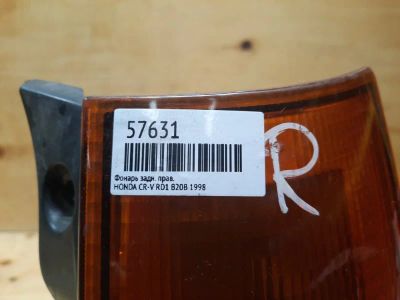 57631
R
Фонарь задн. прав.
HONDA CR-V RD1 B20B 1998